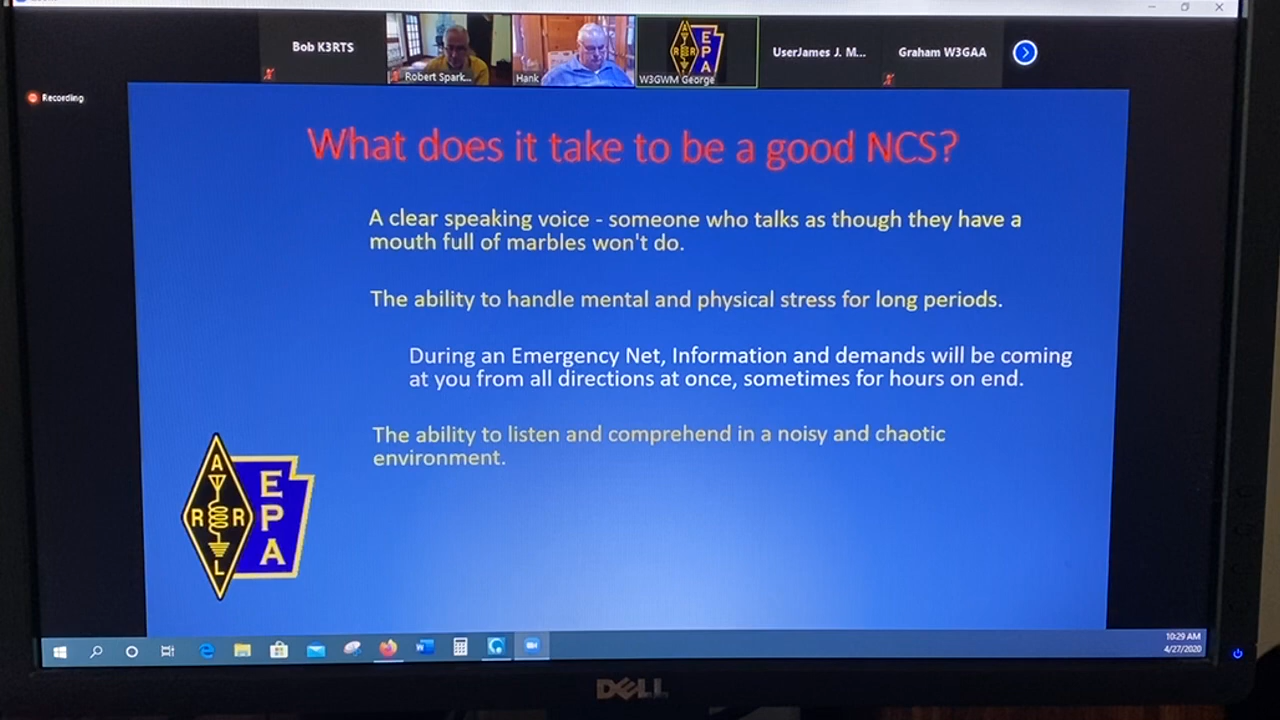 Bob K3RTS
Robert Spark...
Hank
A
R R
L
E
P
A
W3GWM George
UserJames J. M...
Graham W3GAA
Recording
What does it take to be a good NCS?
A clear speaking voice - someone who talks as though they have a
mouth full of marbles won't do.
The ability to handle mental and physical stress for long periods.
During an Emergency Net, Information and demands will be coming
at you from all directions at once, sometimes for hours on end.
The ability to listen and comprehend in a noisy and chaotic
environment.
A
R R
L
E
P
A
10:29 AM
4/27/2020
DELL